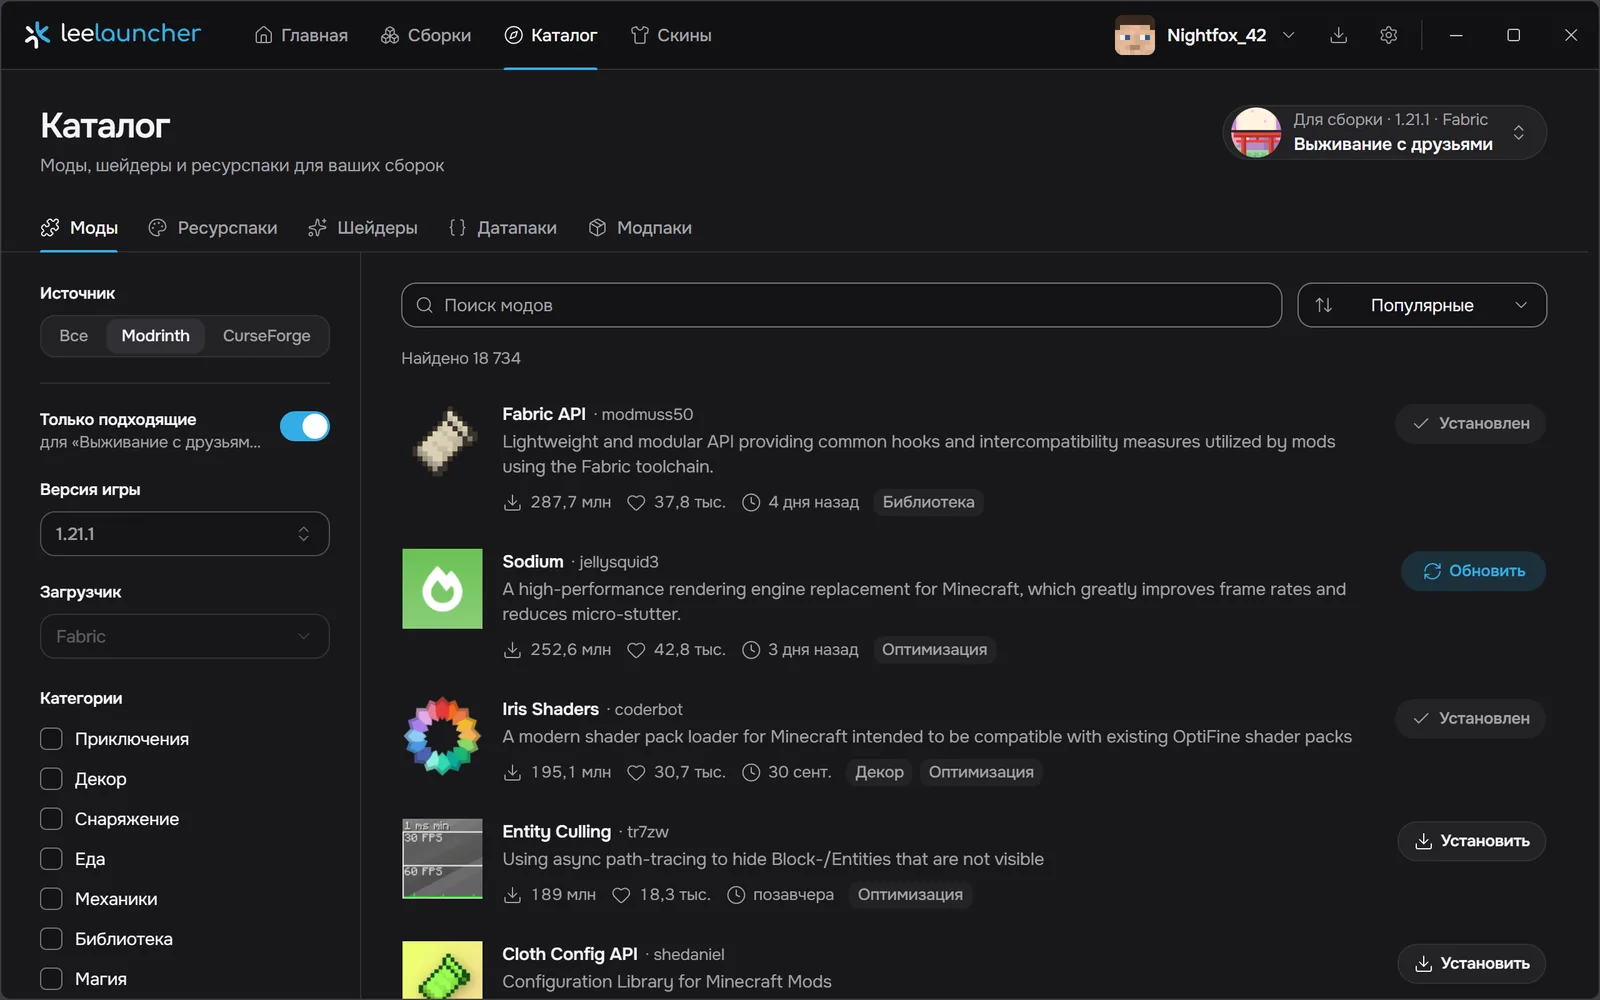 leelauncher
Главная
Сборки
Каталог
Скины
Nightfox_42
Каталог
Моды, шейдеры и ресурспаки для ваших сборок
Для сборки · 1.21.1 · Fabric
Выживание с друзьями
Моды
Ресурспаки
Шейдеры
Датапаки
Модпаки
Источник
Все
Modrinth
CurseForge
Только подходящие
для «Выживание с друзьям...
Версия игры
1.21.1
Загрузчик
Fabric
Категории
Приключения
Декор
Снаряжение
Еда
Механики
Библиотека
Магия
Поиск модов
Популярные
Найдено 18 734
Fabric API · modmuss50
Lightweight and modular API providing common hooks and intercompatibility measures utilized by mods
using the Fabric toolchain.
287,7 млн 37,8 тыс. 4 дня назад Библиотека
Установлен
Sodium · jellysquid3
A high-performance rendering engine replacement for Minecraft, which greatly improves frame rates and
reduces micro-stutter.
252,6 млн 42,8 тыс. 3 дня назад Оптимизация
Обновить
Iris Shaders · coderbot
A modern shader pack loader for Minecraft intended to be compatible with existing OptiFine shader packs
195,1 млн 30,7 тыс. 30 сент. Декор Оптимизация
Установлен
1 ms min
30 FPS
60 FPS
Entity Culling · tr7zw
Using async path-tracing to hide Block-/Entities that are not visible
189 млн 18,3 тыс. позавчера Оптимизация
Установить
Cloth Config API · shedaniel
Configuration Library for Minecraft Mods
Установить